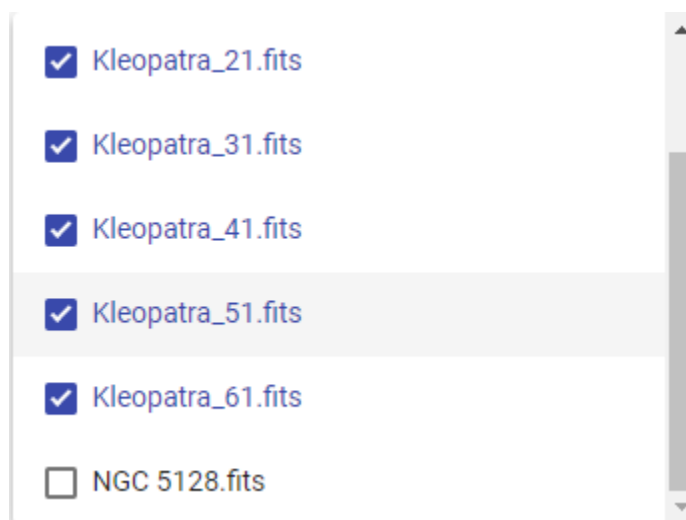 Kleopatra_21.fits
Kleopatra_31.fits
Kleopatra_41.fits
Kleopatra_51.fits
Kleopatra_61.fits
NGC 5128.fits